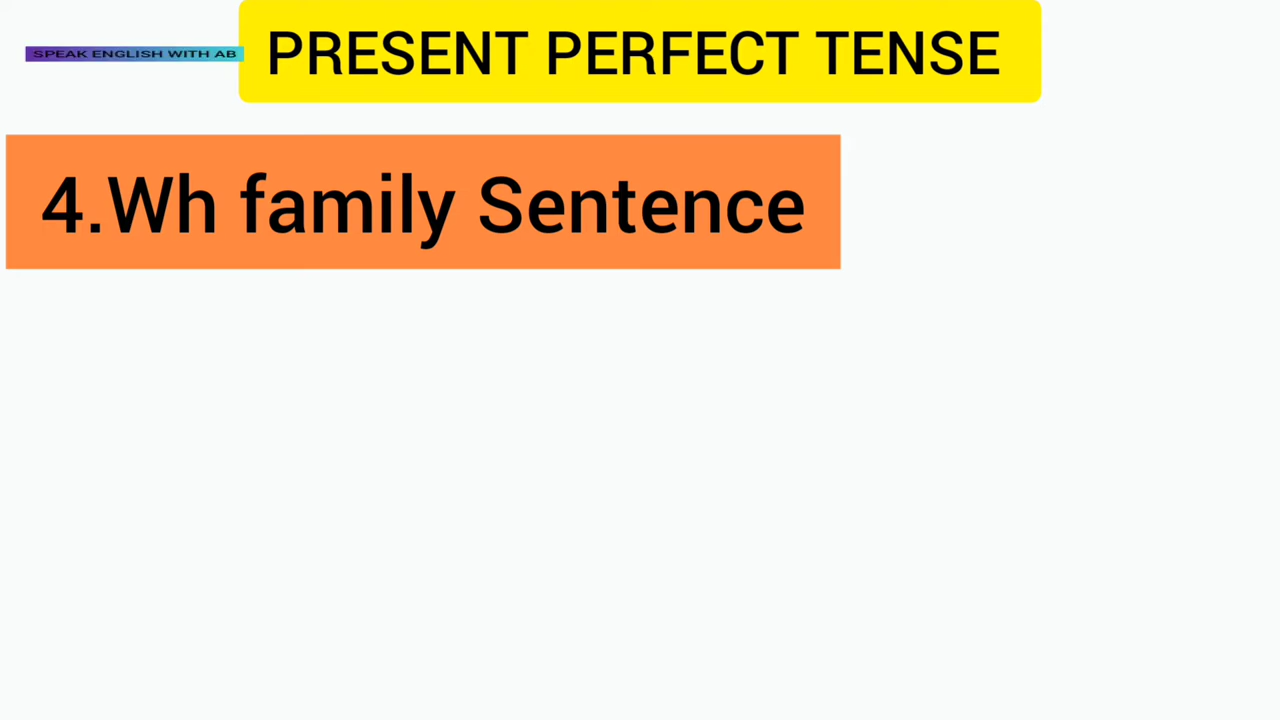 PRESENT PERFECT TENSE
SPEAK ENGLISH WITH AB
4.Wh family Sentence